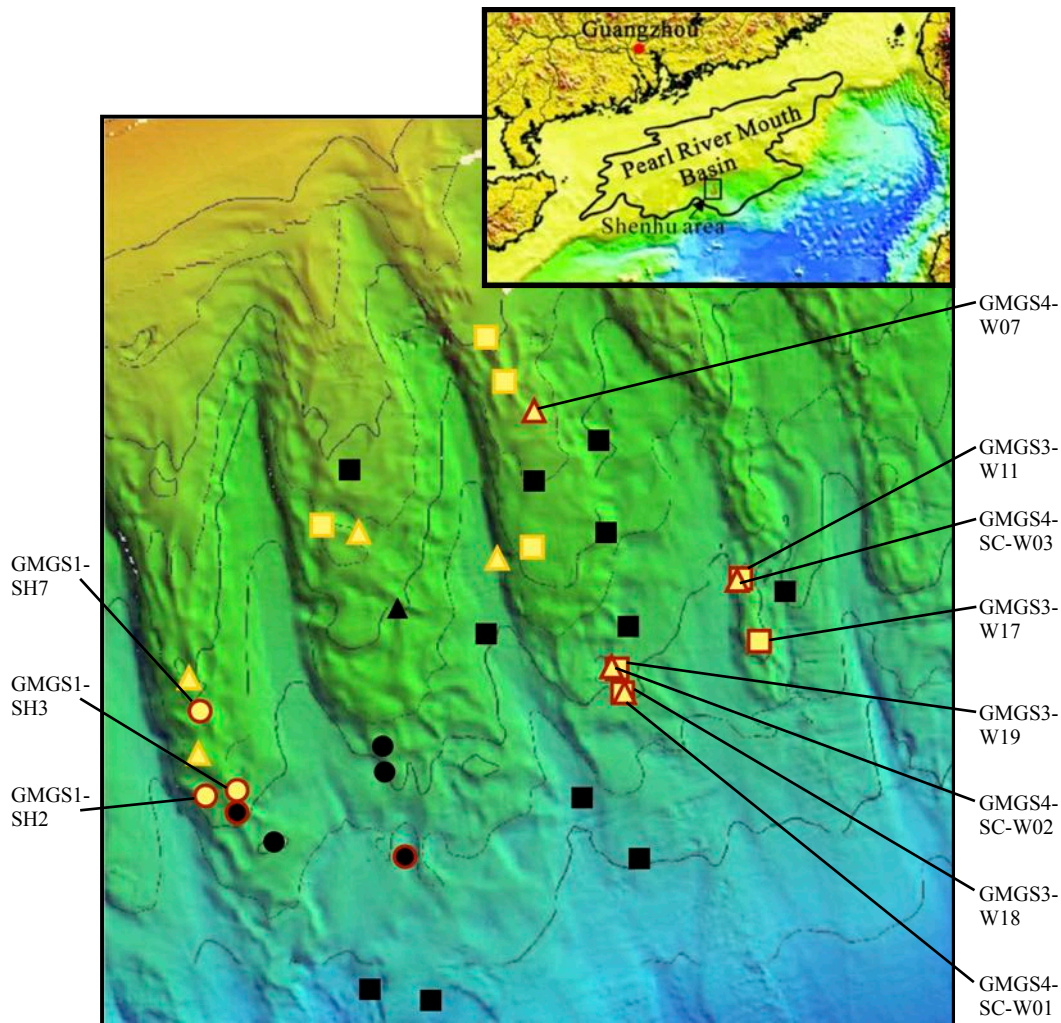 Guangzhou
Pearl River Mouth
Basin
Shenhu area
GMGS4-
W07
GMGS3-
W11
GMGS4-
SC-W03
GMGS3-
W17
GMGS3-
W19
GMGS4-
SC-W02
GMGS3-
W18
GMGS4-
SC-W01
GMGS1-
SH7
GMGS1-
SH3
GMGS1-
SH2